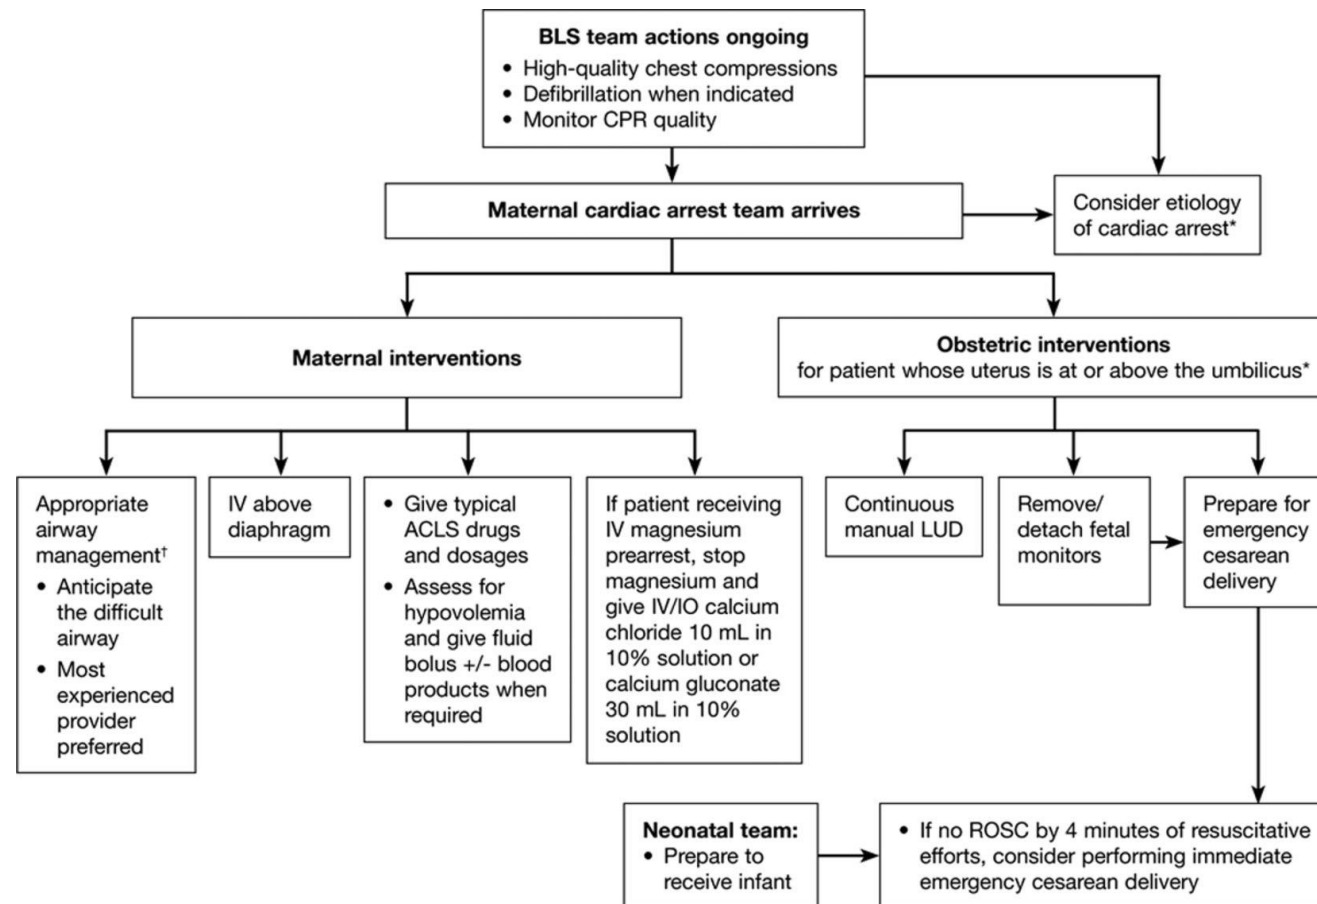 BLS team actions ongoing
• High-quality chest compressions
• Defibrillation when indicated
• Monitor CPR quality
Maternal cardiac arrest team arrives
Consider etiology
of cardiac arrest*
Maternal interventions
Obstetric interventions
for patient whose uterus is at or above the umbilicus*
Appropriate
airway
management†
• Anticipate
the difficult
airway
• Most
experienced
provider
preferred
IV above
diaphragm
• Give typical
ACLS drugs
and dosages
• Assess for
hypovolemia
and give fluid
bolus +/- blood
products when
required
If patient receiving
IV magnesium
prearrest, stop
magnesium and
give IV/IO calcium
chloride 10 mL in
10% solution or
calcium gluconate
30 mL in 10%
solution
Continuous
manual LUD
Remove/
detach fetal
monitors
Prepare for
emergency
cesarean
delivery
Neonatal team:
• Prepare to
receive infant
• If no ROSC by 4 minutes of resuscitative
efforts, consider performing immediate
emergency cesarean delivery